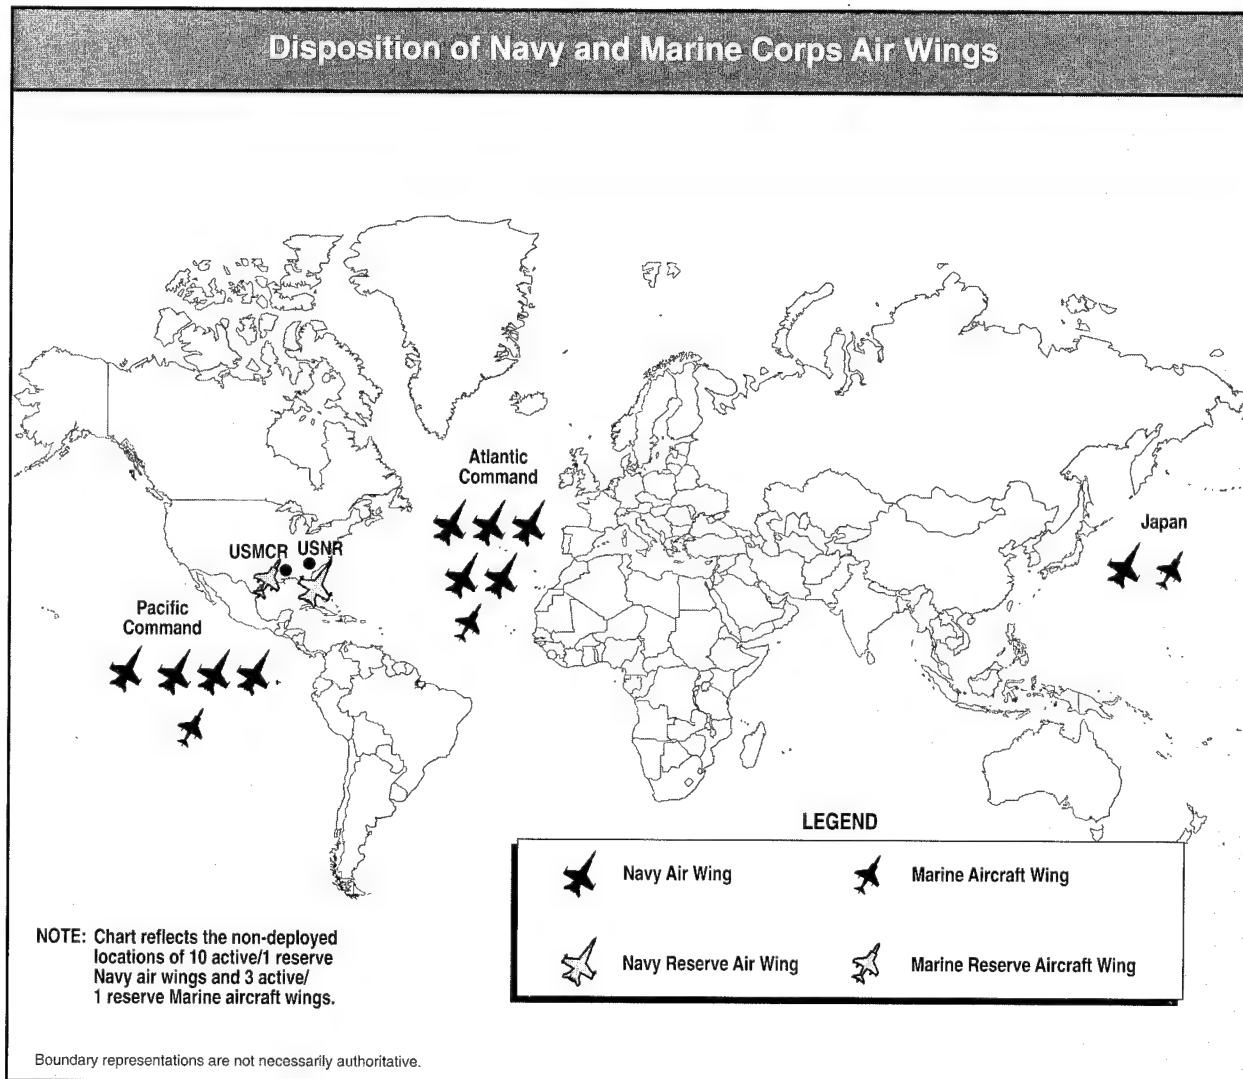 Disposition of Navy and Marine Corps Air Wings
Atlantic
Command
Japan
USMCR
USNR
Pacific
Command
LEGEND
Navy Air Wing
Marine Aircraft Wing
Navy Reserve Air Wing
Marine Reserve Aircraft Wing
NOTE: Chart reflects the non-deployed
locations of 10 active/1 reserve
Navy air wings and 3 active/
1 reserve Marine aircraft wings.
Boundary representations are not necessarily authoritative.